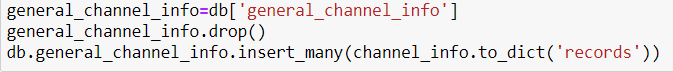 general_channel_info=db['general_channel_info']
general_channel_info.drop()
db.general_channel_info.insert_many(channel_info.to_dict('records'))